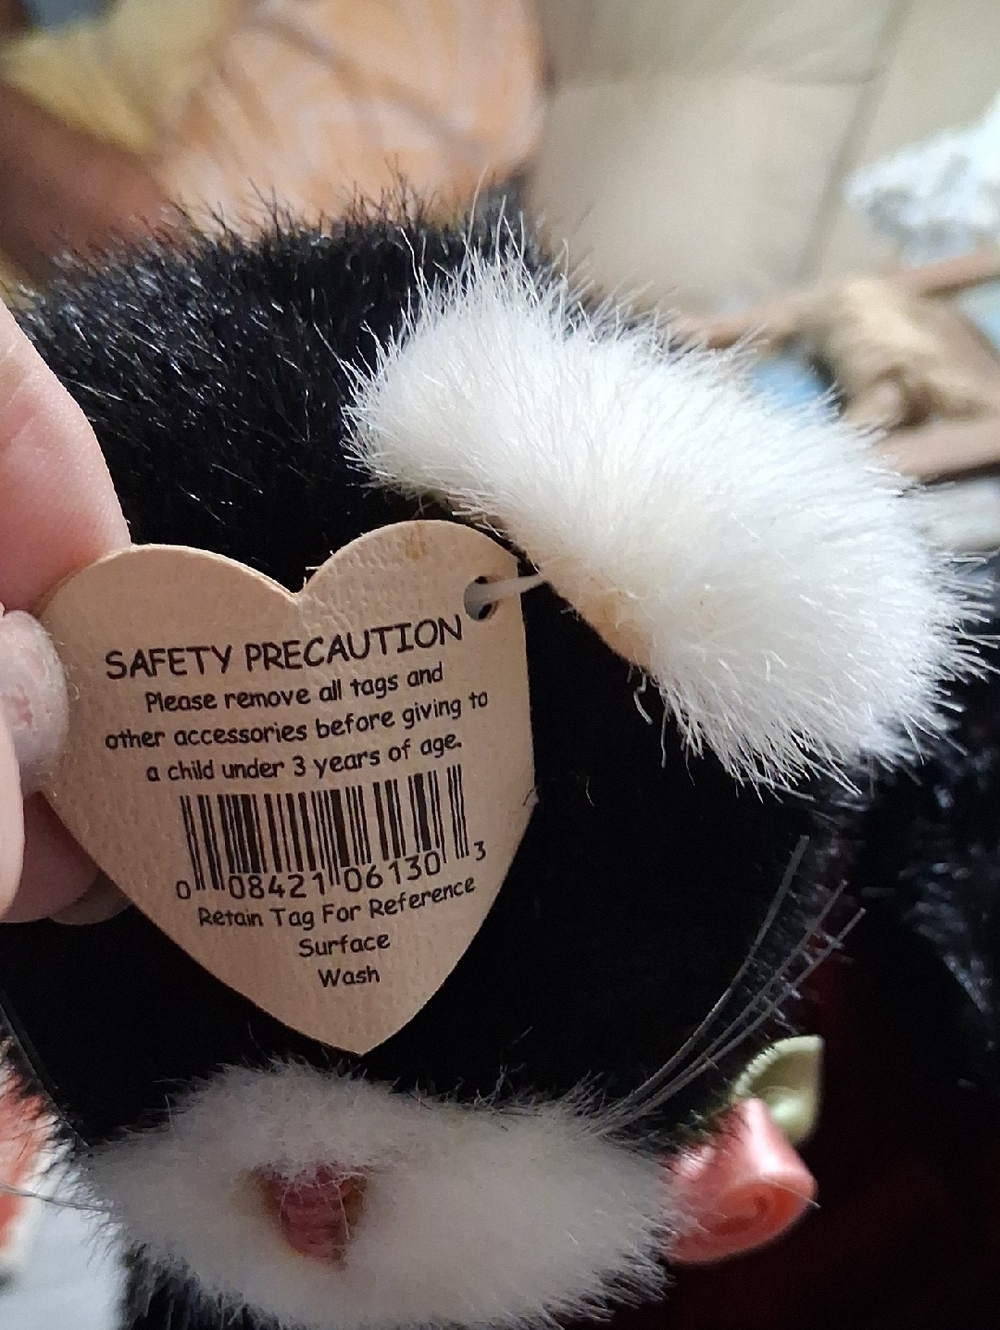 SAFETY PRECAUTION
Please remove all tags and
other accessories before giving to
a child under 3 years of age.
0 08421 06130 3
Retain Tag For Reference
Surface
Wash